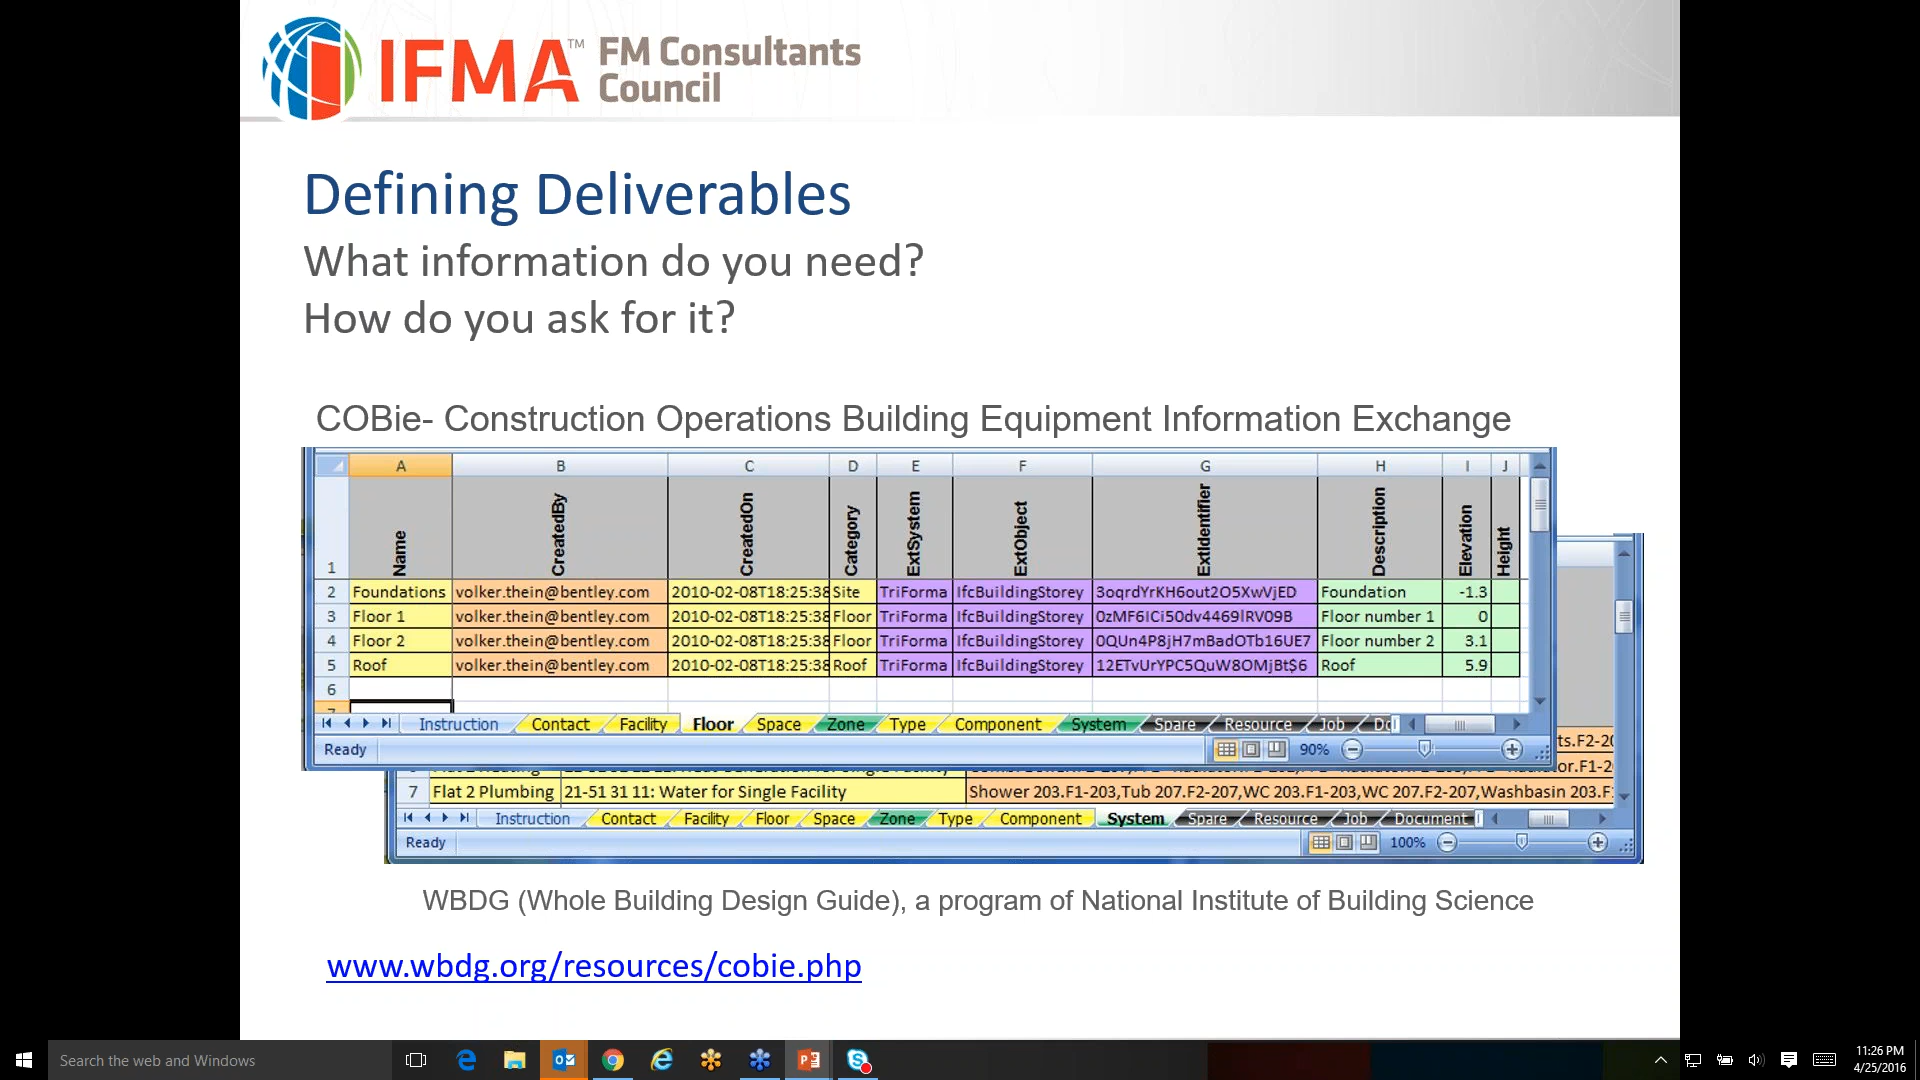 IFMA™ FM Consultants
Council
Defining Deliverables
What information do you need?
How do you ask for it?
COBie- Construction Operations Building Equipment Information Exchange
A B C D E F G H I J
1 Name CreatedBy CreatedOn Category ExtSystem ExtObject ExtIdentifier Description Elevation Height
2 Foundations volker.thein@bentley.com 2010-02-08T18:25:38 Site TriForma IfcBuildingStorey 3oqrdYrKH6out2O5XwVjED Foundation -1.3
3 Floor 1 volker.thein@bentley.com 2010-02-08T18:25:38 Floor TriForma IfcBuildingStorey 0zMF6ICi50dv4469lRV09B Floor number 1 0
4 Floor 2 volker.thein@bentley.com 2010-02-08T18:25:38 Floor TriForma IfcBuildingStorey 0QUn4P8jH7mBadOTb16UE7 Floor number 2 3.1
5 Roof volker.thein@bentley.com 2010-02-08T18:25:38 Roof TriForma IfcBuildingStorey 12ETvUrYPC5QuW8OMjBt$6 Roof 5.9
6
Instruction Contact Facility Floor Space Zone Type Component System Spare Resource Job
Ready 90%
ts.F2-20
7 Flat 2 Plumbing 21-51 31 11: Water for Single Facility Shower 203.F1-203,Tub 207.F2-207,WC 203.F1-203,WC 207.F2-207,Washbasin 203.F
Instruction Contact Facility Floor Space Zone Type Component System Spare Resource Job Document
Ready 100%
WBDG (Whole Building Design Guide), a program of National Institute of Building Science
www.wbdg.org/resources/cobie.php
Search the web and Windows
11:26 PM
4/25/2016